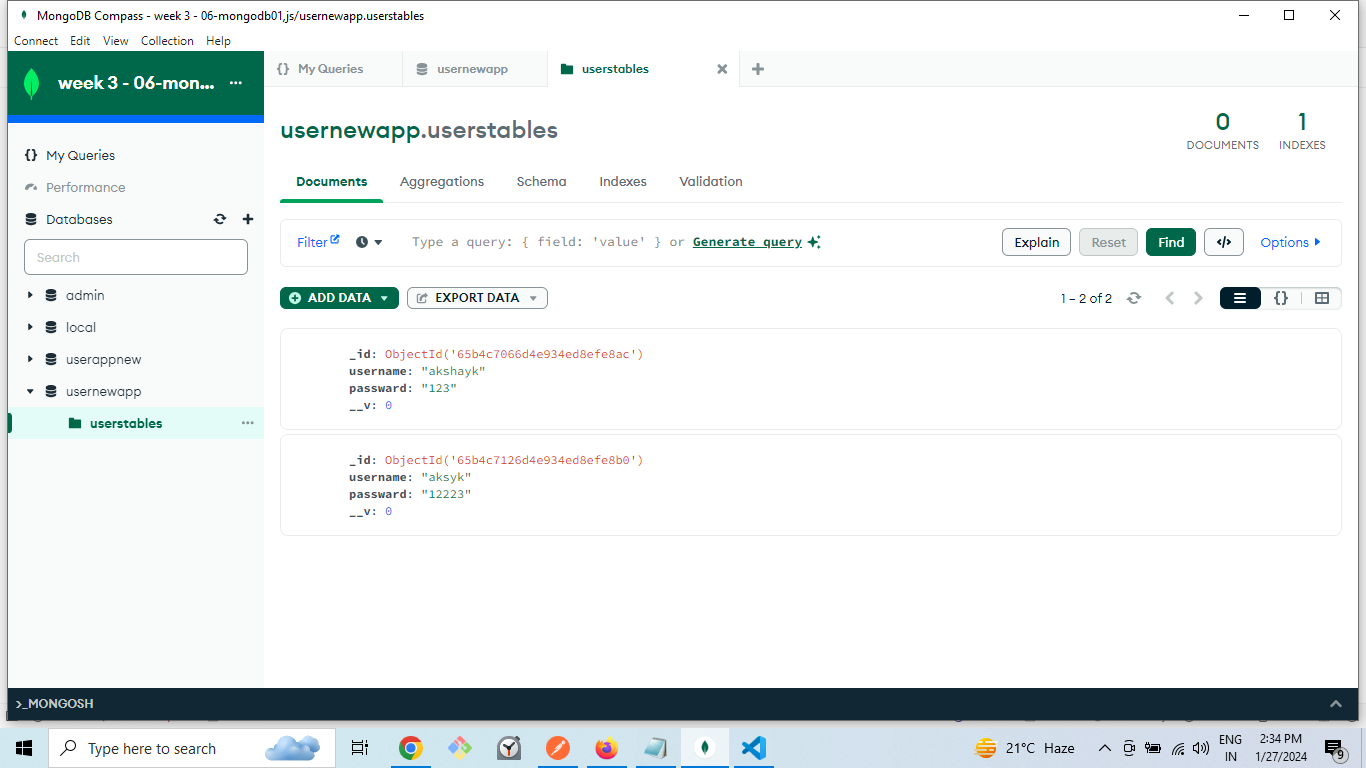 MongoDB Compass - week 3 - 06-mongodb01,js/usernewapp.userstables
Connect Edit View Collection Help
week 3 - 06-mon... ...
My Queries
usernewapp
userstables
My Queries
Performance
Databases
Search
admin
local
userappnew
usernewapp
userstables
usernewapp.userstables
0
DOCUMENTS
1
INDEXES
Documents Aggregations Schema Indexes Validation
Filter
Type a query: { field: 'value' } or Generate query
Explain Reset Find </> Options
ADD DATA EXPORT DATA 1 – 2 of 2 {}
_id: ObjectId('65b4c7066d4e934ed8efe8ac')
username: "akshayk"
passward: "123"
__v: 0
_id: ObjectId('65b4c7126d4e934ed8efe8b0')
username: "aksyk"
passward: "12223"
__v: 0
>_MONGOSH
Type here to search
21°C Haze
ENG
IN
2:34 PM
1/27/2024
9